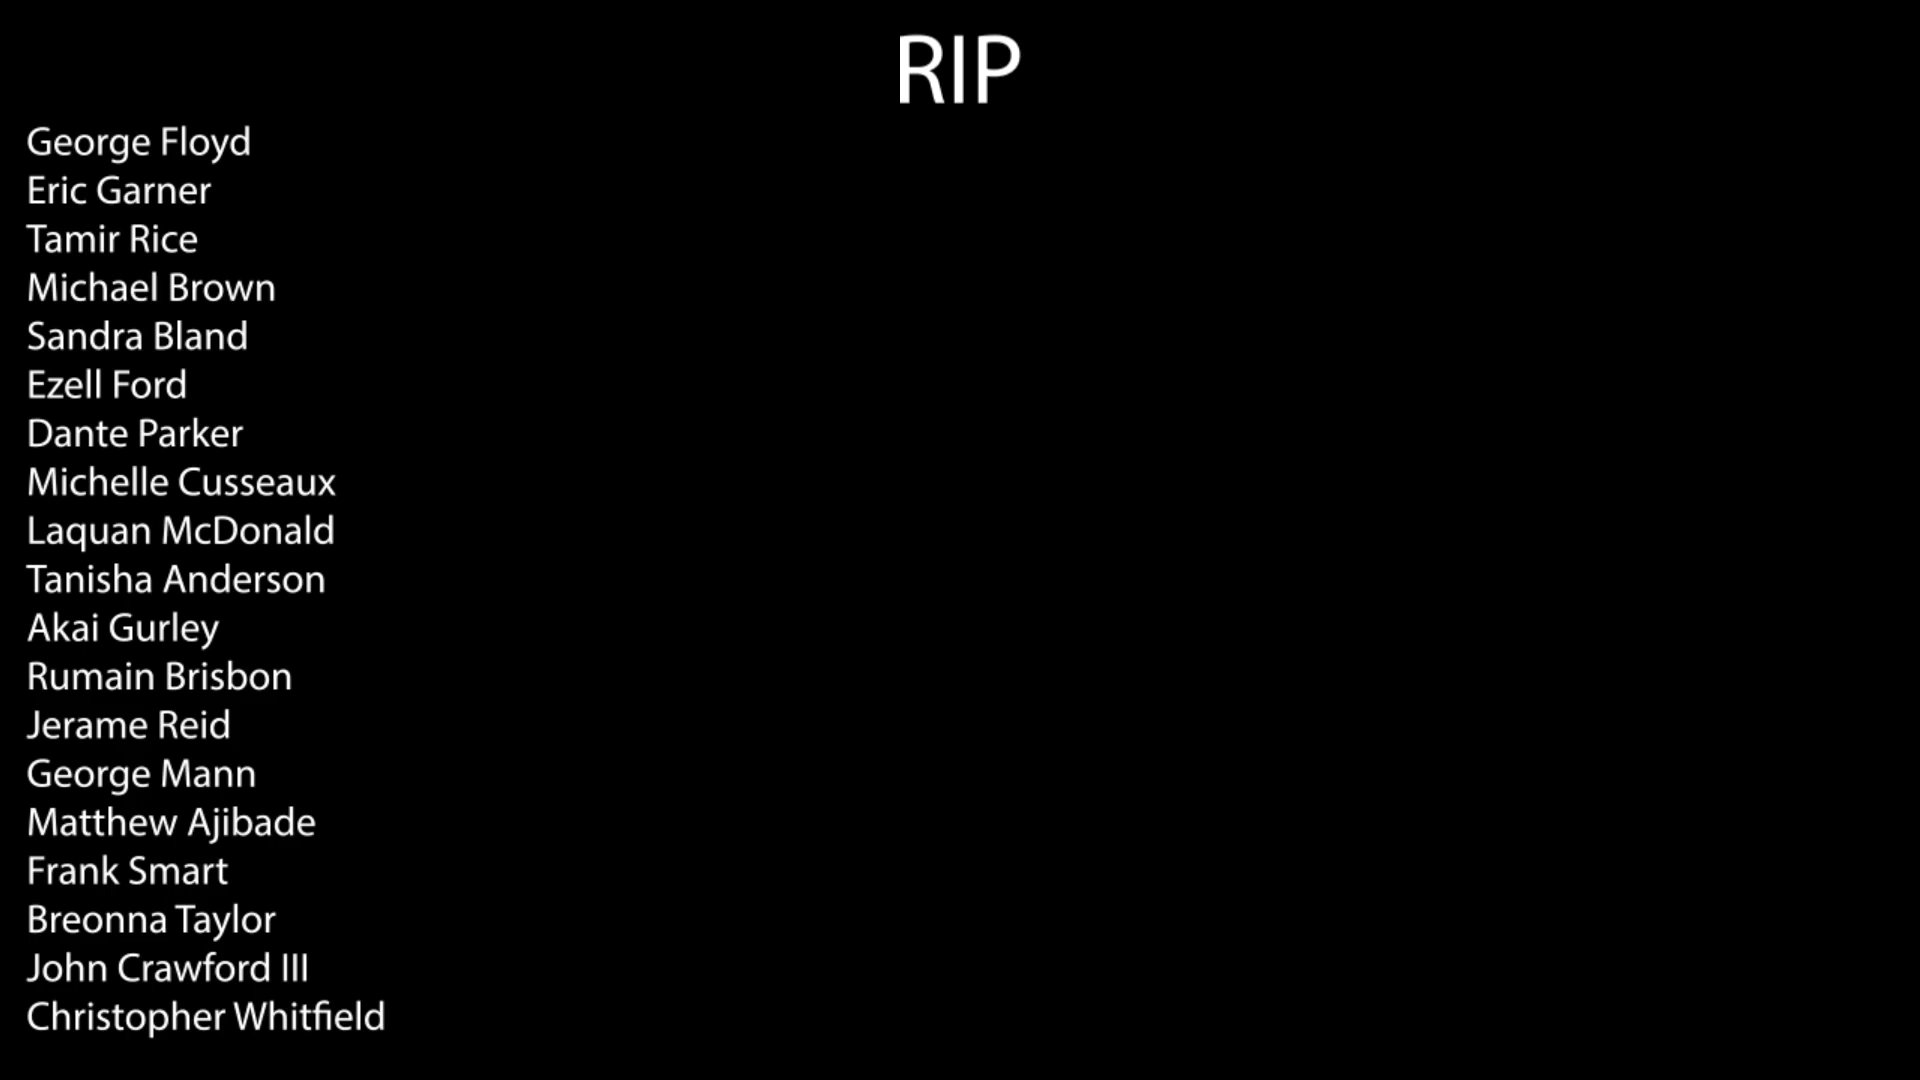 RIP
George Floyd
Eric Garner
Tamir Rice
Michael Brown
Sandra Bland
Ezell Ford
Dante Parker
Michelle Cusseaux
Laquan McDonald
Tanisha Anderson
Akai Gurley
Rumain Brisbon
Jerame Reid
George Mann
Matthew Ajibade
Frank Smart
Breonna Taylor
John Crawford III
Christopher Whitfield